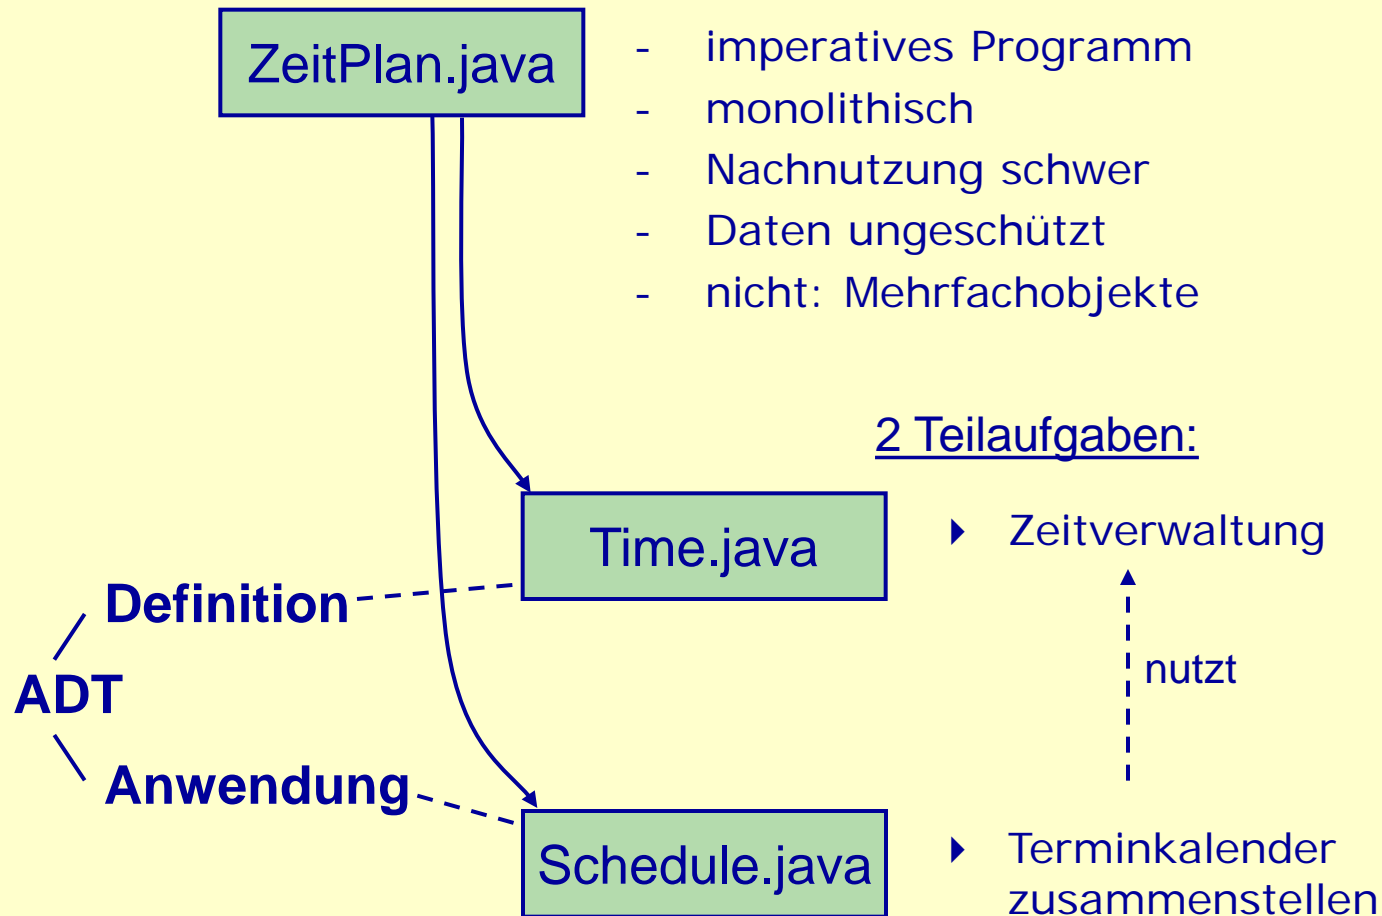 ZeitPlan.java
- imperatives Programm
- monolithisch
- Nachnutzung schwer
- Daten ungeschützt
- nicht: Mehrfachobjekte
2 Teilaufgaben:
Time.java
Zeitverwaltung
Definition
nutzt
ADT
Anwendung
Schedule.java
Terminkalender
zusammenstellen